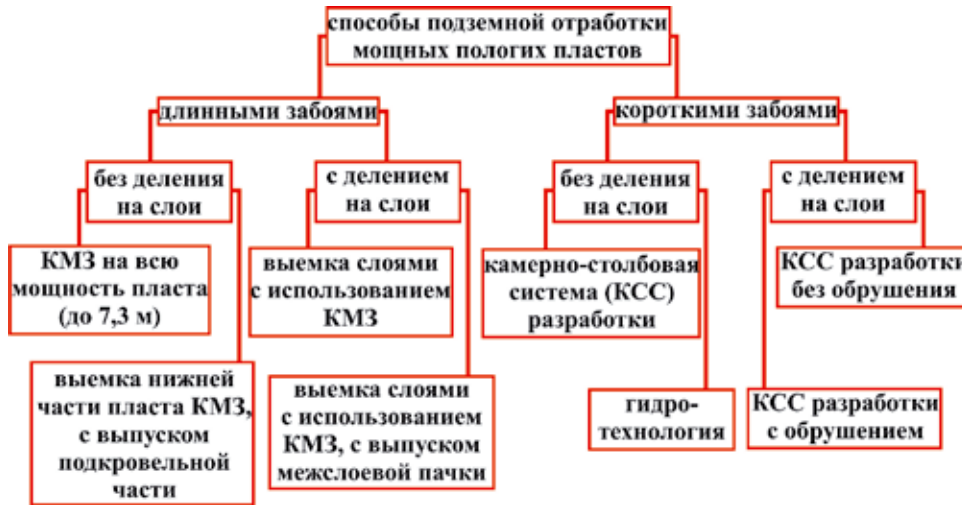 способы подземной отработки
мощных пологих пластов
длинными забоями
короткими забоями
без деления
на слои
с делением
на слои
без деления
на слои
с делением
на слои
КМЗ на всю
мощность пласта
(до 7,3 м)
выемка слоями
с использованием
КМЗ
камерно-столбовая
система (КСС)
разработки
КСС разработки
без обрушения
выемка нижней
части пласта КМЗ,
с выпуском
подкровельной
части
выемка слоями
с использованием
КМЗ, с выпуском
межслоевой пачки
гидро-
технология
КСС разработки
с обрушением